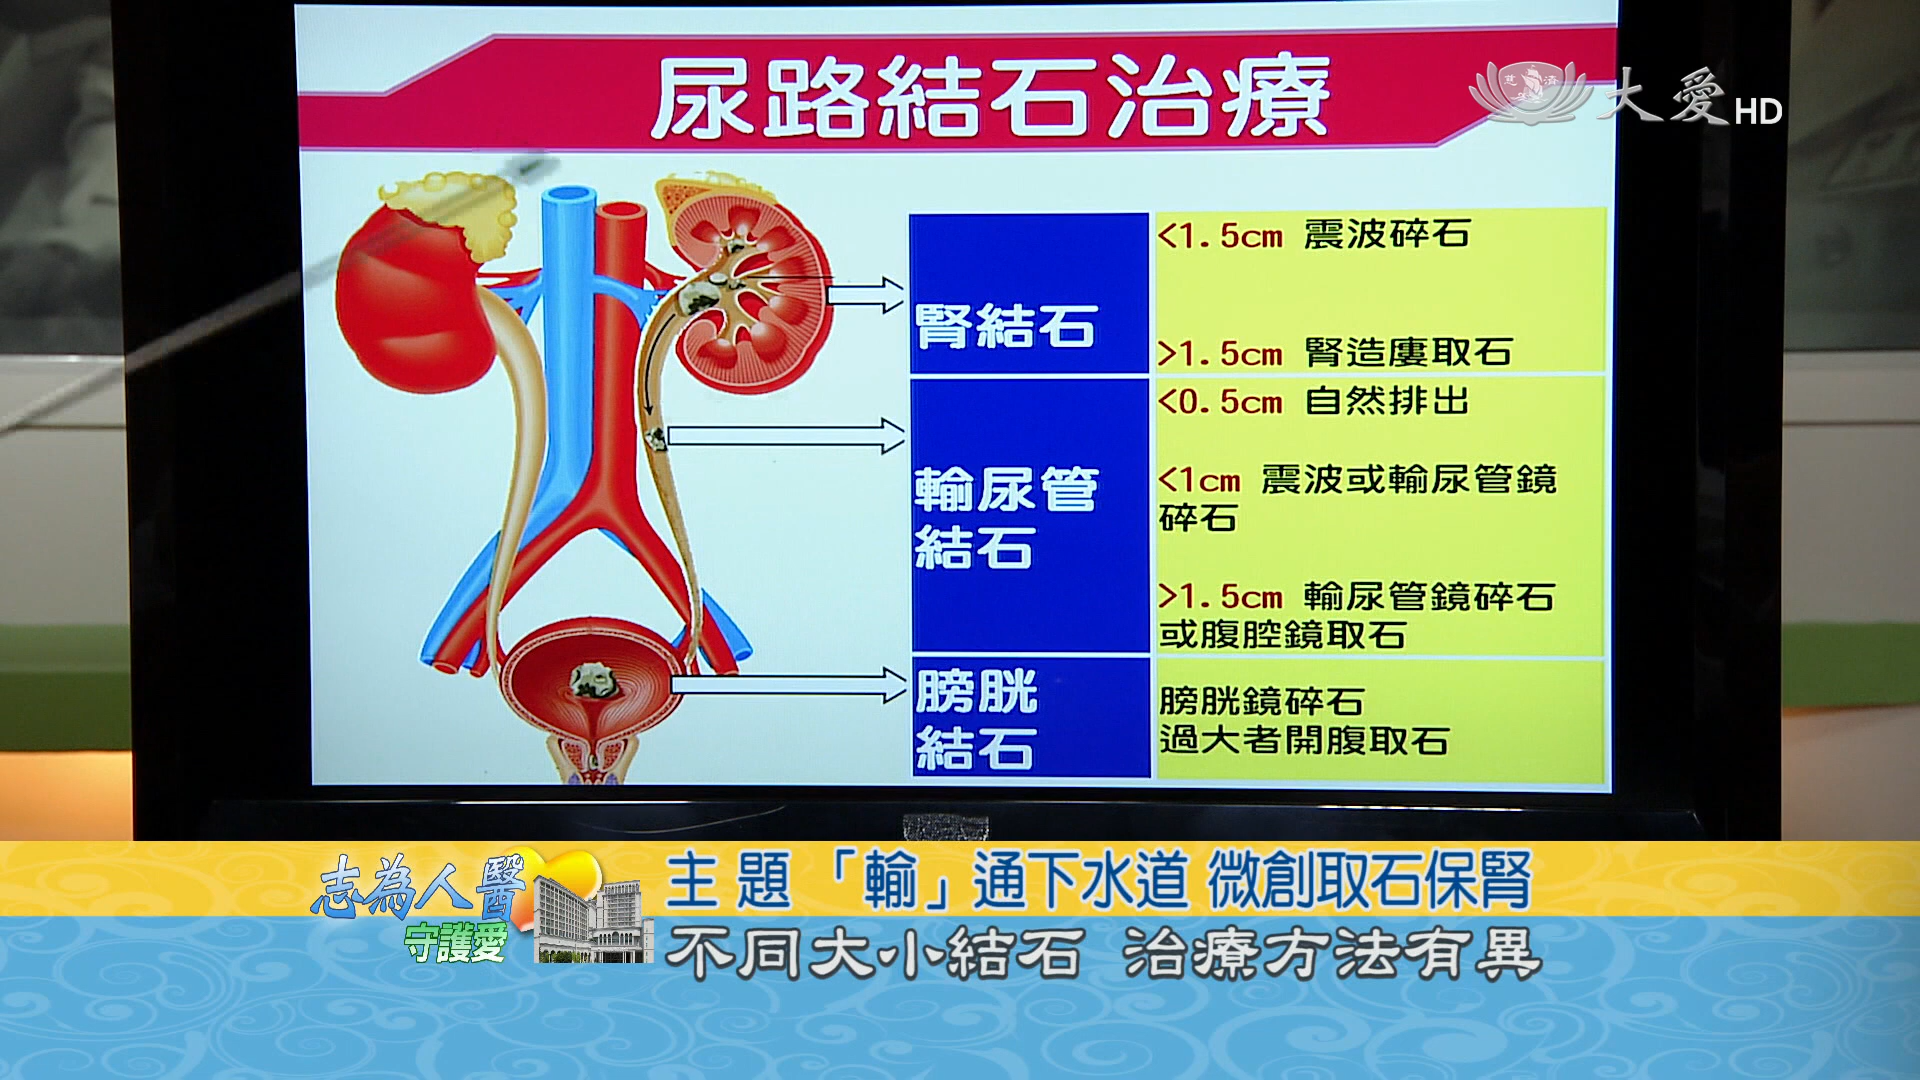 尿路結石治療
慈濟
大愛HD
腎結石
<1.5cm 震波碎石
>1.5cm 腎造廔取石
輸尿管
結石
<0.5cm 自然排出
<1cm 震波或輸尿管鏡
碎石
>1.5cm 輸尿管鏡碎石
或腹腔鏡取石
膀胱
結石
膀胱鏡碎石
過大者開腹取石
志為人醫
守護愛
主題「輸」通下水道 微創取石保腎
不同大小結石 治療方法有異